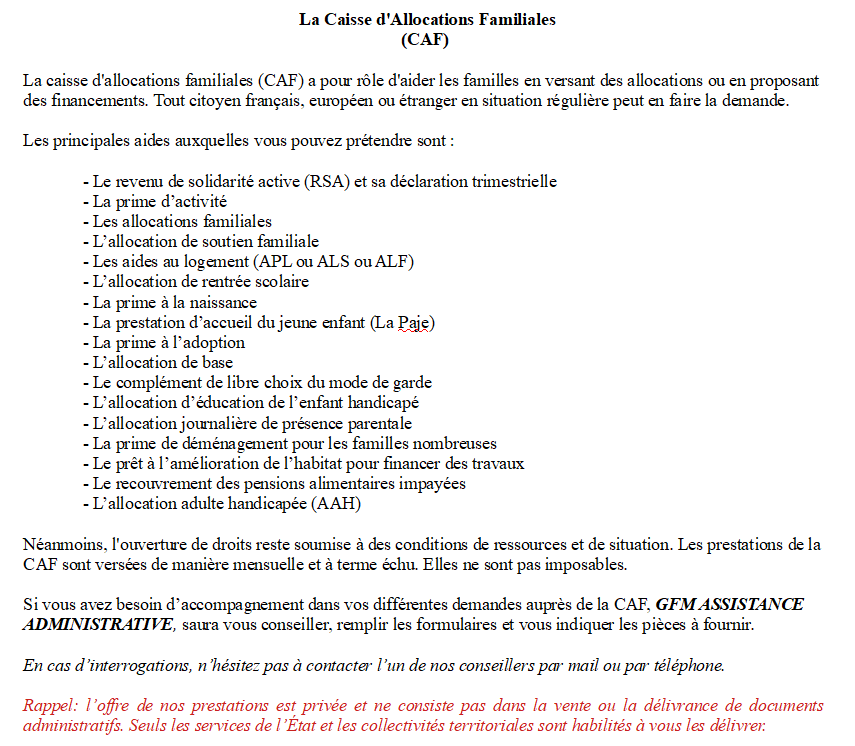 La Caisse d'Allocations Familiales
(CAF)
La caisse d'allocations familiales (CAF) a pour rôle d'aider les familles en versant des allocations ou en proposant
des financements. Tout citoyen français, européen ou étranger en situation régulière peut en faire la demande.
Les principales aides auxquelles vous pouvez prétendre sont :
- Le revenu de solidarité active (RSA) et sa déclaration trimestrielle
- La prime d’activité
- Les allocations familiales
- L’allocation de soutien familiale
- Les aides au logement (APL ou ALS ou ALF)
- L’allocation de rentrée scolaire
- La prime à la naissance
- La prestation d’accueil du jeune enfant (La Paje)
- La prime à l’adoption
- L’allocation de base
- Le complément de libre choix du mode de garde
- L’allocation d’éducation de l’enfant handicapé
- L’allocation journalière de présence parentale
- La prime de déménagement pour les familles nombreuses
- Le prêt à l’amélioration de l’habitat pour financer des travaux
- Le recouvrement des pensions alimentaires impayées
- L’allocation adulte handicapée (AAH)
Néanmoins, l'ouverture de droits reste soumise à des conditions de ressources et de situation. Les prestations de la
CAF sont versées de manière mensuelle et à terme échu. Elles ne sont pas imposables.
Si vous avez besoin d’accompagnement dans vos différentes demandes auprès de la CAF, GFM ASSISTANCE
ADMINISTRATIVE, saura vous conseiller, remplir les formulaires et vous indiquer les pièces à fournir.
En cas d’interrogations, n’hésitez pas à contacter l’un de nos conseillers par mail ou par téléphone.
Rappel: l’offre de nos prestations est privée et ne consiste pas dans la vente ou la délivrance de documents
administratifs. Seuls les services de l’État et les collectivités territoriales sont habilités à vous les délivrer.